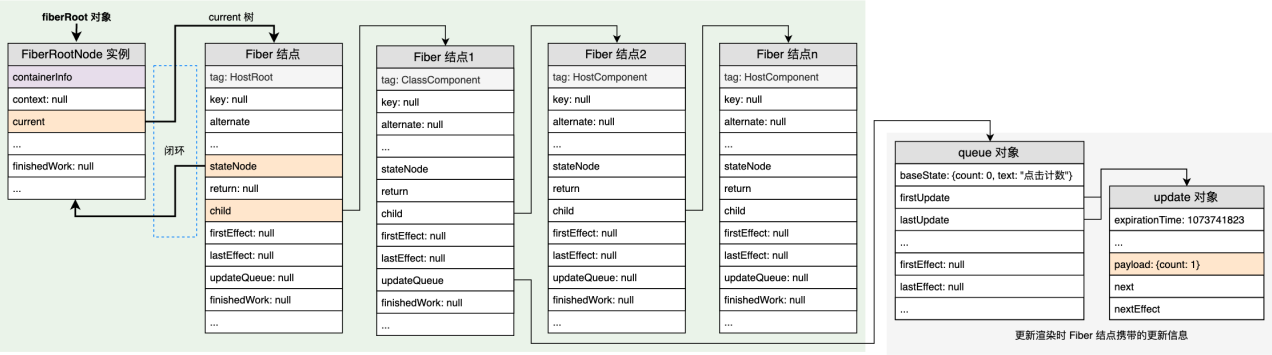 fiberRoot 对象
current 树
FiberRootNode 实例
containerInfo
context: null
current
...
finishedWork: null
...
闭环
Fiber 结点
tag: HostRoot
key: null
alternate
...
stateNode
return: null
child
firstEffect: null
lastEffect: null
updateQueue: null
finishedWork: null
...
Fiber 结点1
tag: ClassComponent
key: null
alternate: null
...
stateNode
return
child
firstEffect: null
lastEffect: null
updateQueue
finishedWork: null
...
Fiber 结点2
tag: HostComponent
key: null
alternate: null
...
stateNode
return
child
firstEffect: null
lastEffect: null
updateQueue: null
finishedWork: null
...
Fiber 结点n
tag: HostComponent
key: null
alternate: null
...
stateNode
return
child
firstEffect: null
lastEffect: null
updateQueue: null
finishedWork: null
...
queue 对象
baseState: {count: 0, text: "点击计数"}
firstUpdate
lastUpdate
...
firstEffect: null
lastEffect: null
...
update 对象
expirationTime: 1073741823
...
payload: {count: 1}
next
nextEffect
更新渲染时 Fiber 结点携带的更新信息